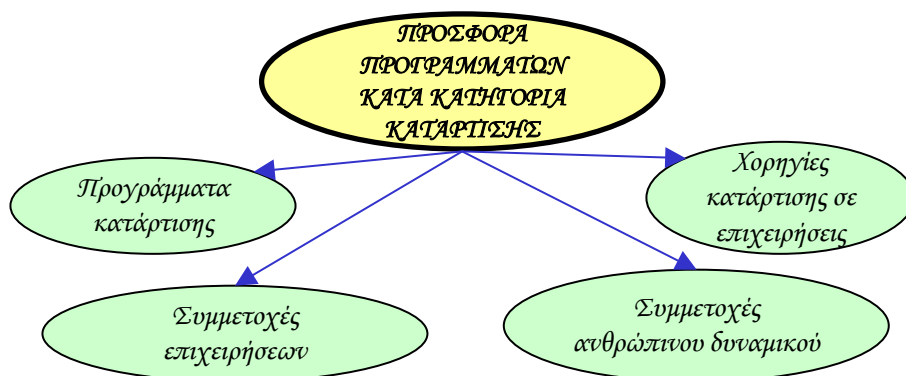 ΠΡΟΣΦΟΡΑ
ΠΡΟΓΡΑΜΜΑΤΩΝ
ΚΑΤΑ ΚΑΤΗΓΟΡΙΑ
ΚΑΤΑΡΤΙΣΗΣ
Προγράμματα
κατάρτισης
Χορηγίες
κατάρτισης σε
επιχειρήσεις
Συμμετοχές
επιχειρήσεων
Συμμετοχές
ανθρώπινου δυναμικού